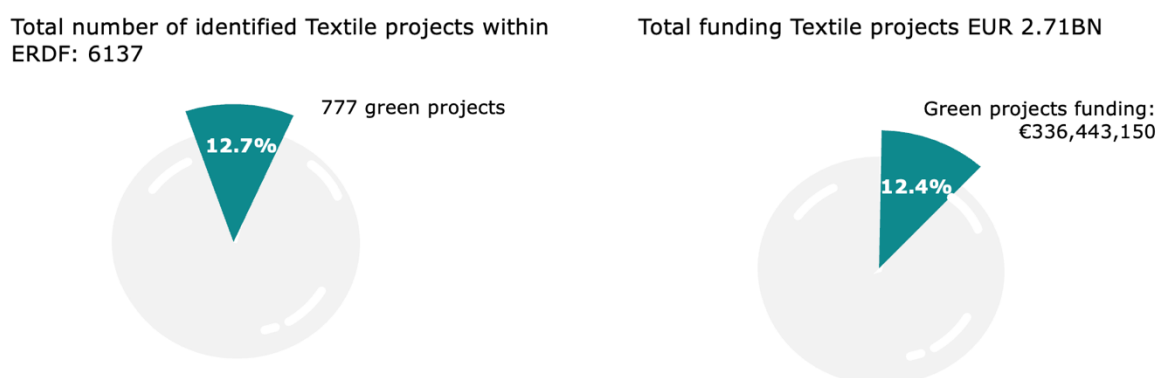 Total number of identified Textile projects within
ERDF: 6137
777 green projects
12.7%
Total funding Textile projects EUR 2.71BN
Green projects funding:
€336,443,150
12.4%